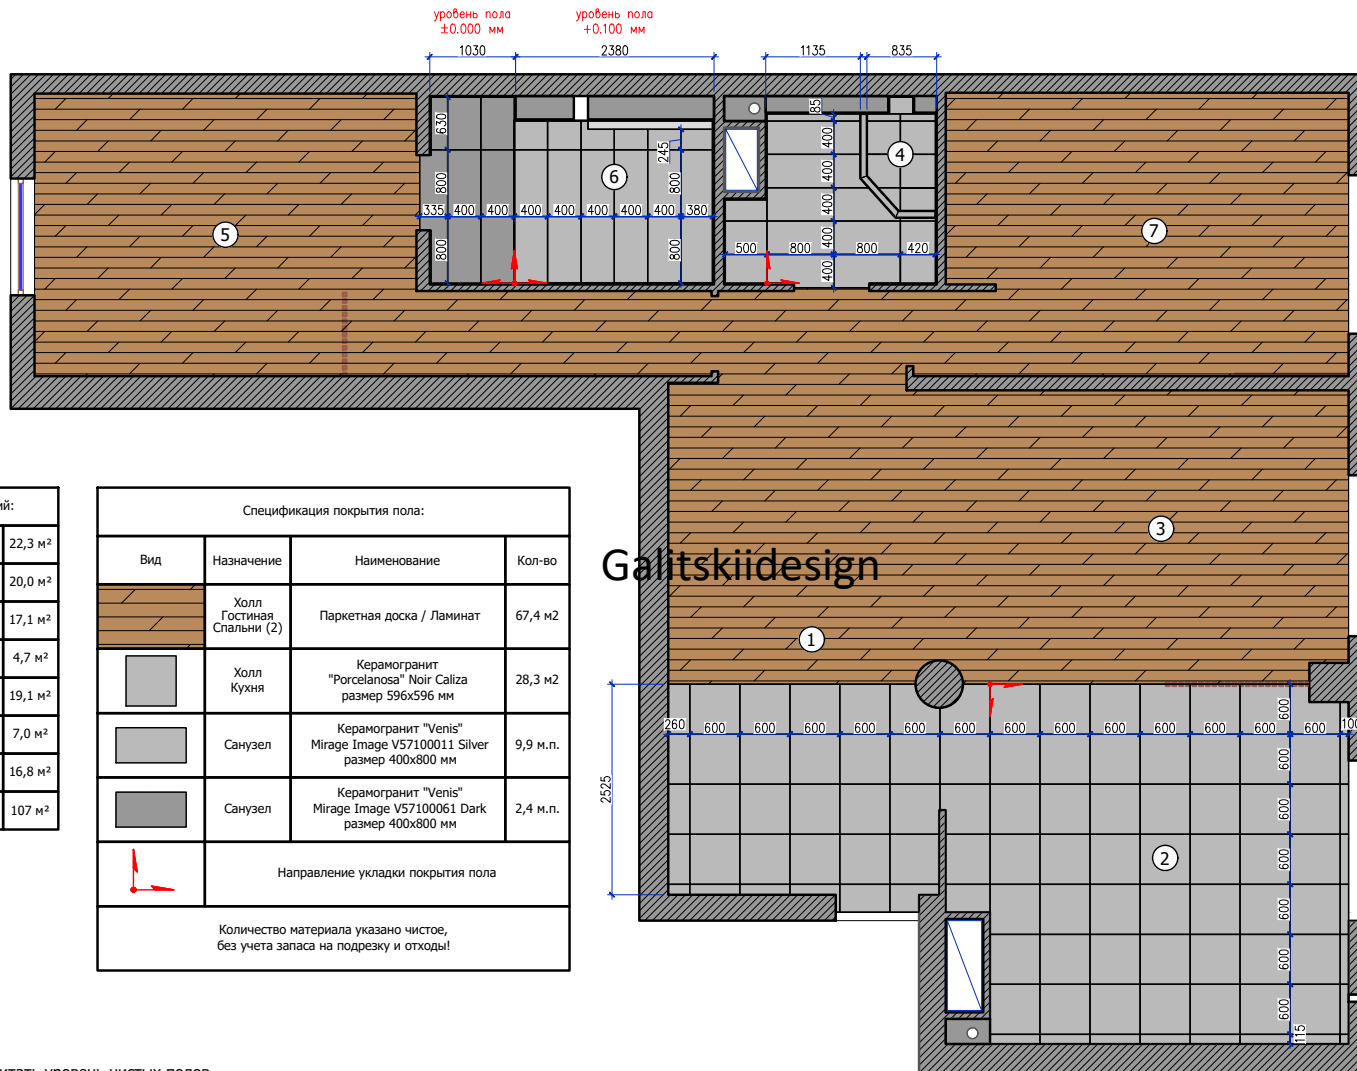 уровень пола
±0.000 мм
уровень пола
+0.100 мм
1030
2380
1135
835
630
85
400
245
400
4
6
800
800
400
335
400
400
400
400
400
400
400
380
400
5
7
800
800
500
800
400
800
420
400
ий:
22,3 м²
20,0 м²
17,1 м²
4,7 м²
19,1 м²
7,0 м²
16,8 м²
107 м²
Спецификация покрытия пола:
Вид
Назначение
Наименование
Кол-во
Холл
Гостиная
Спальни (2)
Паркетная доска / Ламинат
67,4 м2
Холл
Кухня
Керамогранит
"Porcelanosa" Noir Caliza
размер 596х596 мм
28,3 м2
Санузел
Керамогранит "Venis"
Mirage Image V57100011 Silver
размер 400х800 мм
9,9 м.п.
Санузел
Керамогранит "Venis"
Mirage Image V57100061 Dark
размер 400х800 мм
2,4 м.п.
Направление укладки покрытия пола
Количество материала указано чистое,
без учета запаса на подрезку и отходы!
Galitskiidesign
3
1
260
600
600
600
600
600
600
600
600
600
600
600
600
600
100
600
2525
600
600
2
600
600
600
115
итать уровень чистых полов